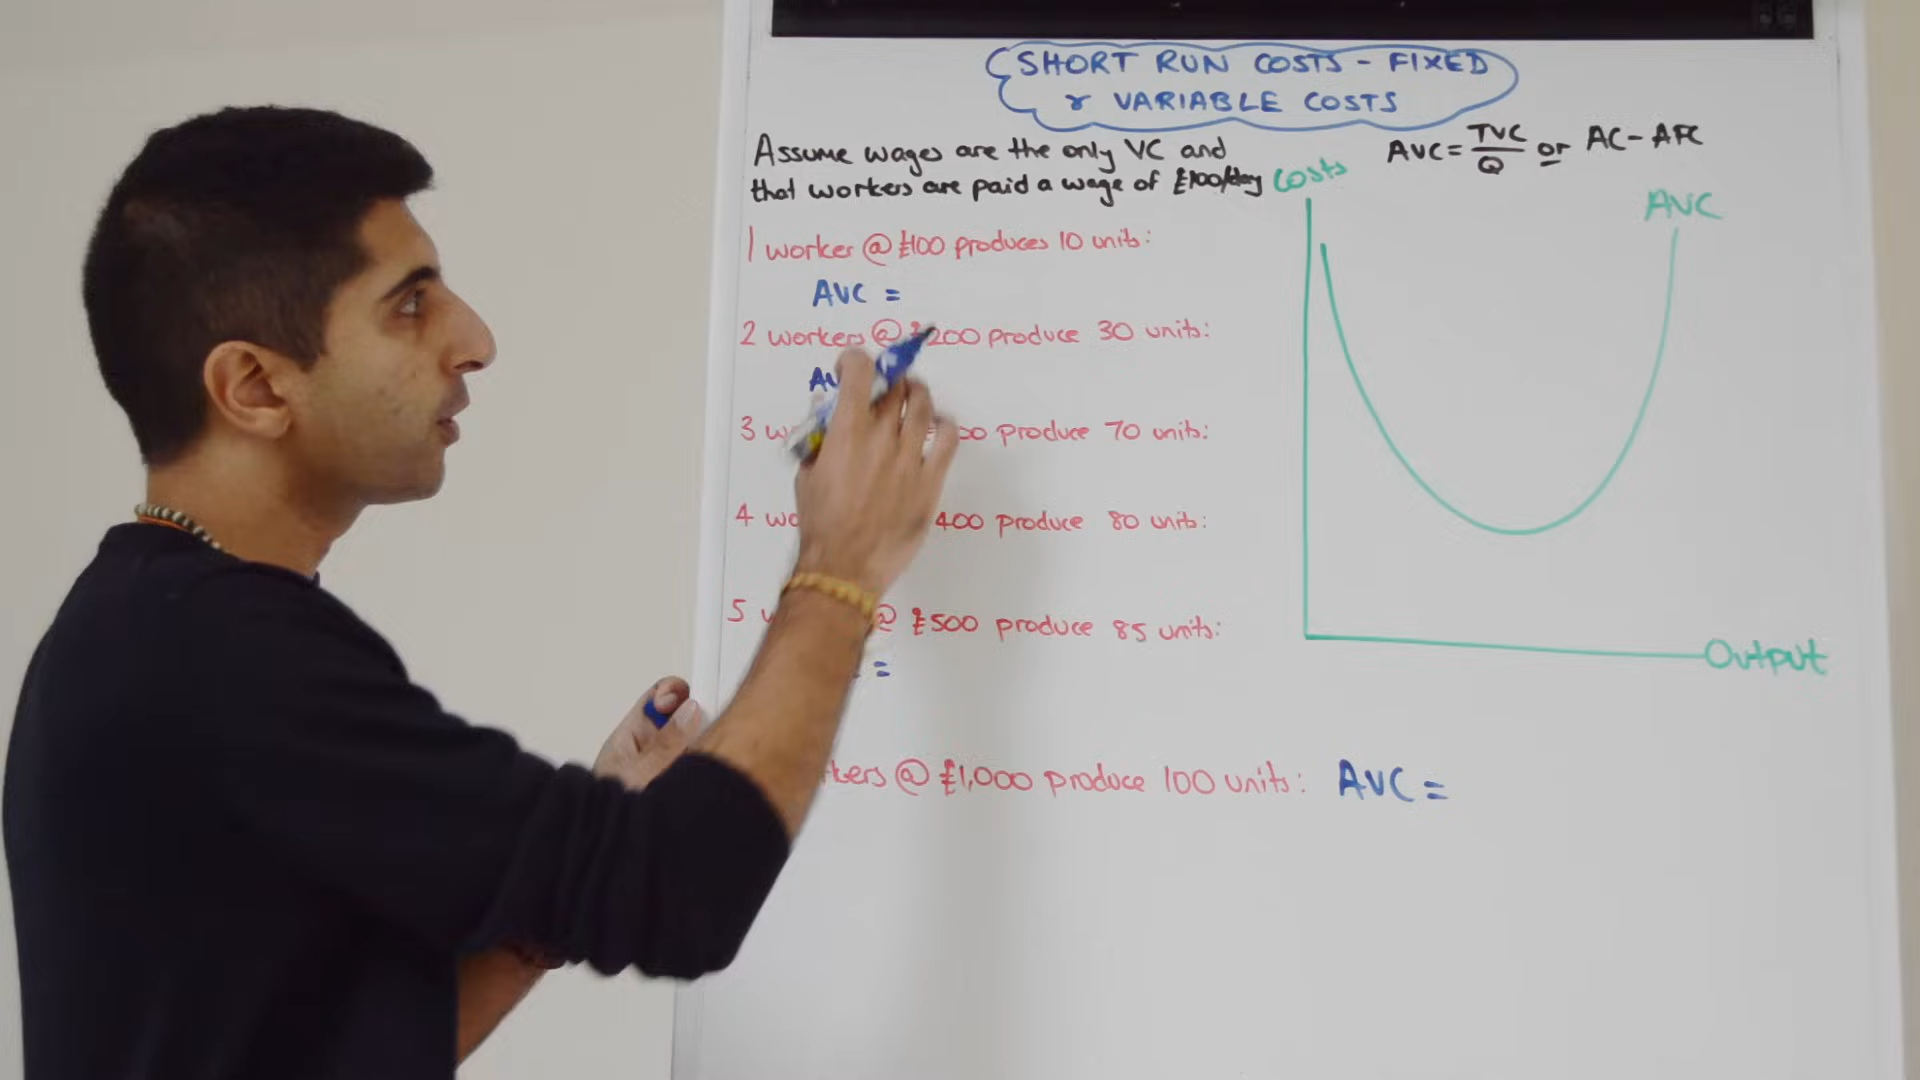 SHORT RUN COSTS - FIXED
& VARIABLE COSTS
Assume wages are the only VC and
that workers are paid a wage of £100/day
AVC = TVC/Q or AC - AFC
Costs
AVC
1 worker @ £100 produces 10 units:
AVC =
2 workers @ £200 produce 30 units:
3 produce 70 units:
4 400 produce 80 units:
5 @ £500 produce 85 units:
=
Output
@ £1,000 produce 100 units: AVC =